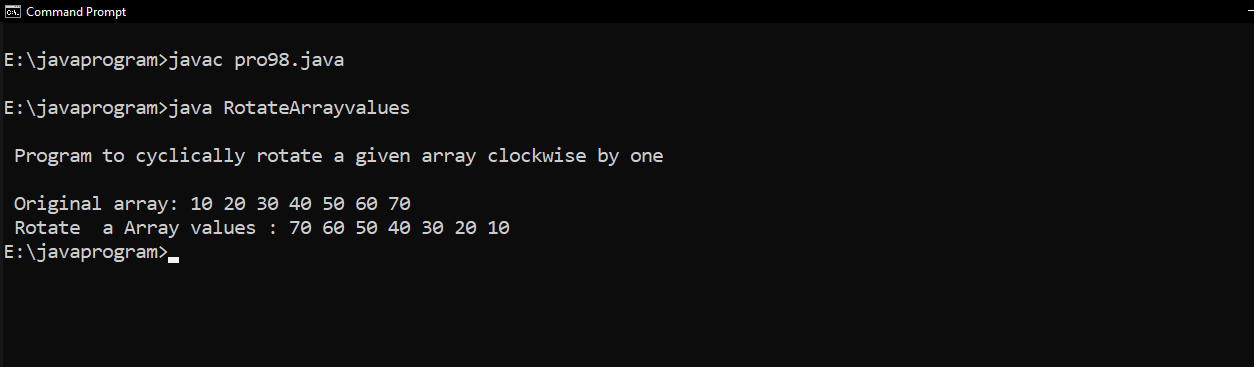 Command Prompt
E:\javaprogram>javac pro98.java
E:\javaprogram>java RotateArrayvalues
Program to cyclically rotate a given array clockwise by one
Original array: 10 20 30 40 50 60 70
Rotate  a Array values : 70 60 50 40 30 20 10
E:\javaprogram>